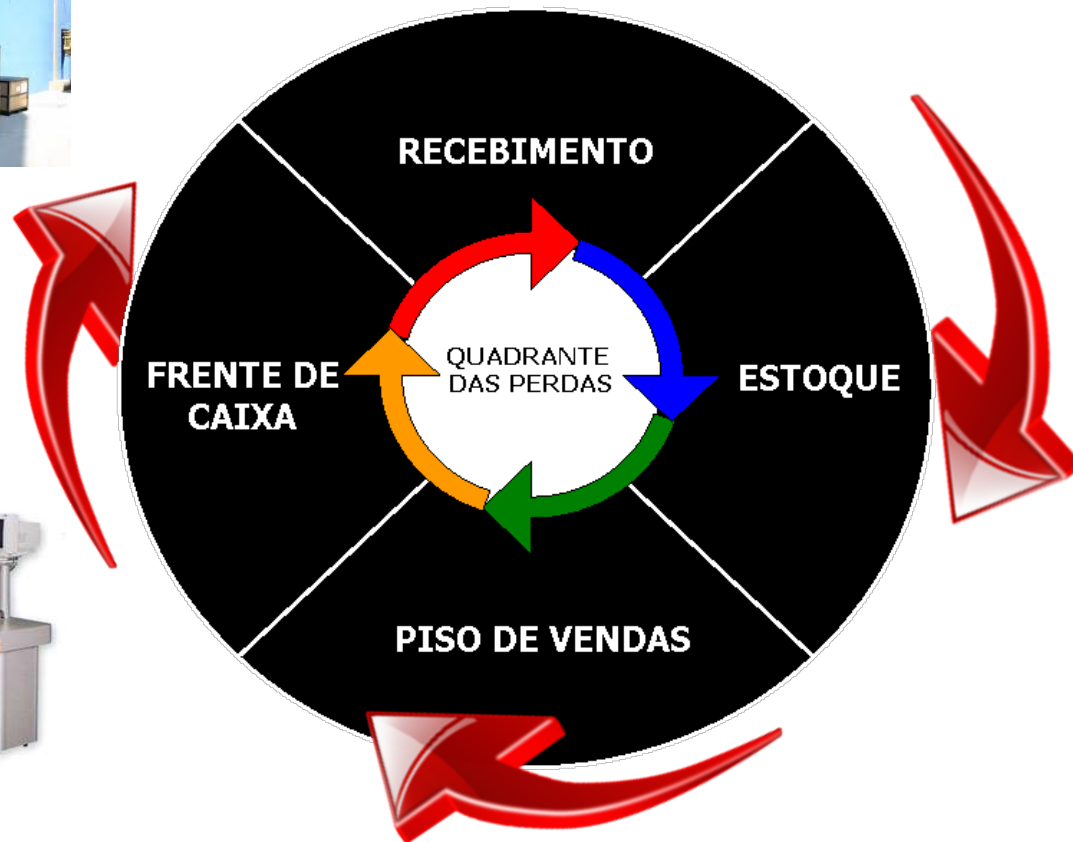 RECEBIMENTO
FRENTE DE
CAIXA
QUADRANTE
DAS PERDAS
ESTOQUE
PISO DE VENDAS